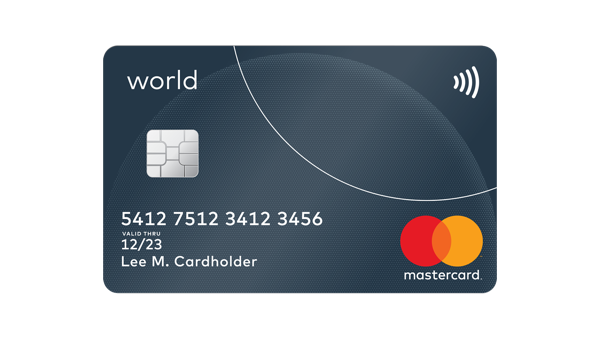 world
5412 7512 3412 3456
VALID THRU
12/23
Lee M. Cardholder
mastercard.